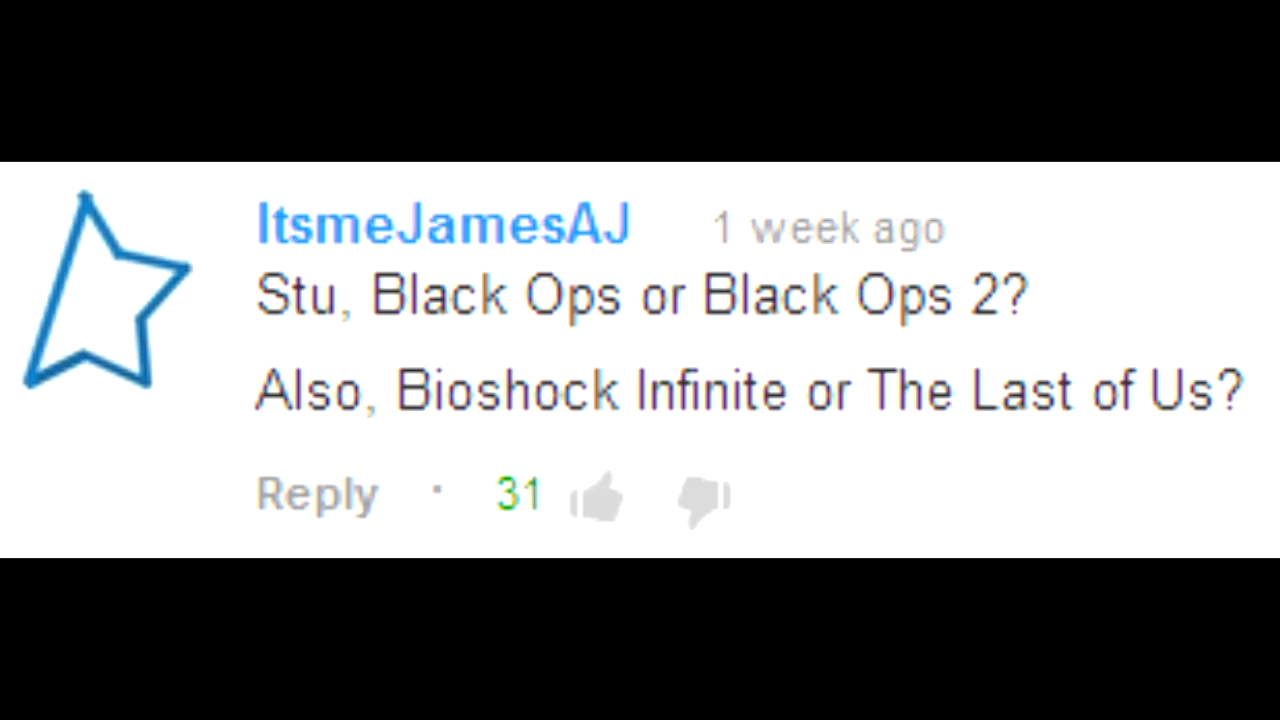 ItsmeJamesAJ 1 week ago
Stu, Black Ops or Black Ops 2?
Also, Bioshock Infinite or The Last of Us?
Reply · 31